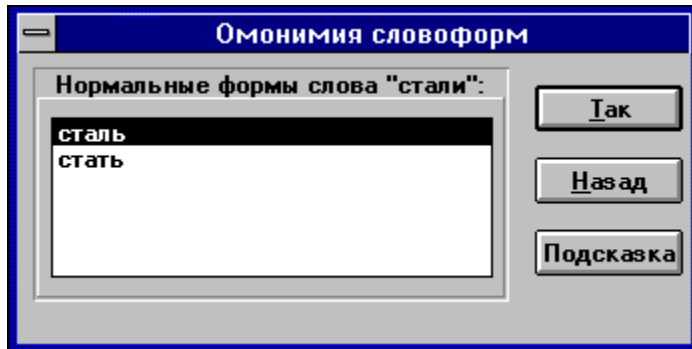 Омонимия словоформ
Нормальные формы слова "стали":
сталь
стать
Так
Назад
Подсказка